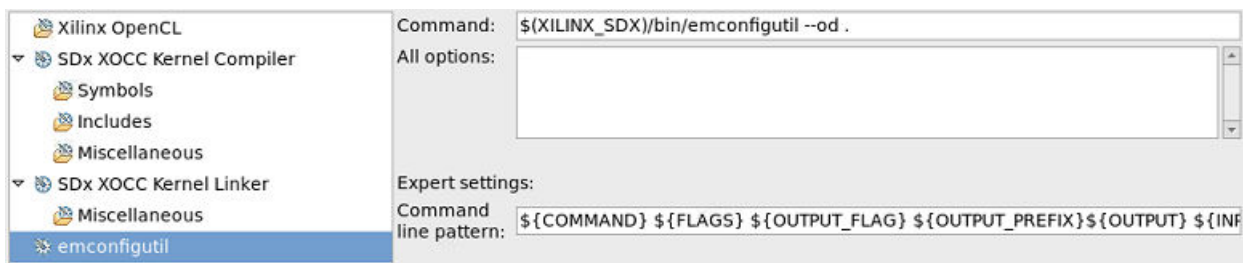 Xilinx OpenCL
SDx XOCC Kernel Compiler
Symbols
Includes
Miscellaneous
SDx XOCC Kernel Linker
Miscellaneous
emconfigutil
Command: $(XILINX_SDX)/bin/emconfigutil --od .
All options:
Expert settings:
Command
line pattern: ${COMMAND} ${FLAGS} ${OUTPUT_FLAG} ${OUTPUT_PREFIX}${OUTPUT}